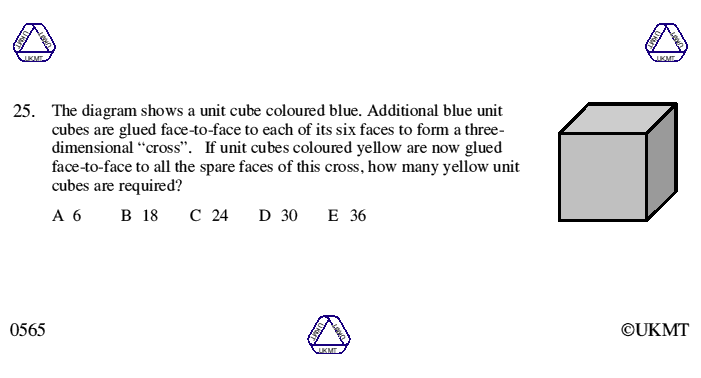 UKMT UKMT UKMT
UKMT UKMT UKMT
25. The diagram shows a unit cube coloured blue. Additional blue unit
cubes are glued face-to-face to each of its six faces to form a three-
dimensional “cross”. If unit cubes coloured yellow are now glued
face-to-face to all the spare faces of this cross, how many yellow unit
cubes are required?
A 6 B 18 C 24 D 30 E 36
0565
UKMT UKMT UKMT
©UKMT